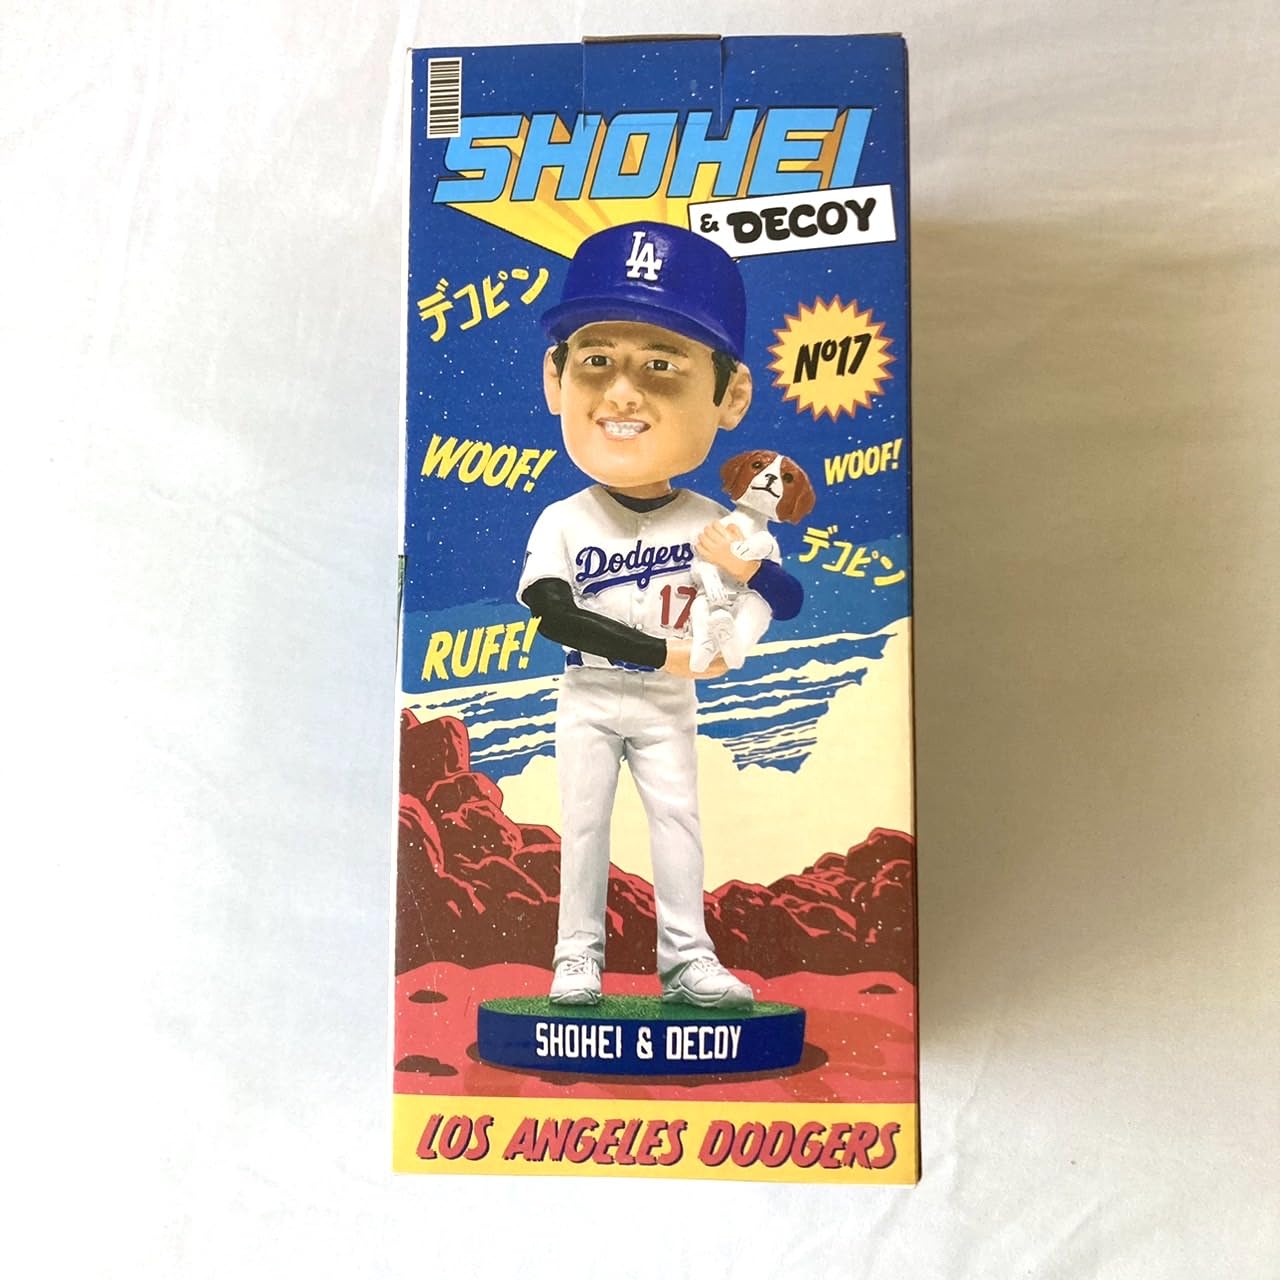 SHOHEI
& DECOY
LA
デコピン
Nº17
WOOF!
WOOF!
デコピン
Dodgers
17
RUFF!
SHOHEI & DECOY
LOS ANGELES DODGERS